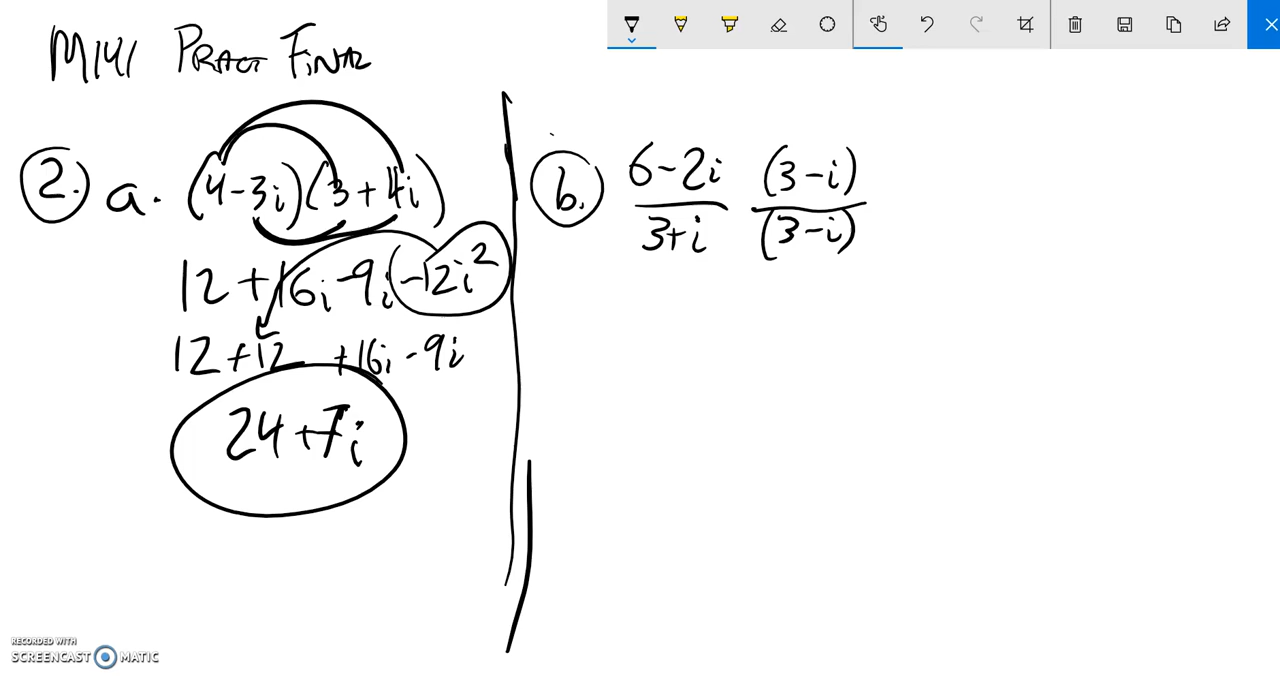 M141 PRACT FINAL
2. a. (4-3i)(3+4i)
12+16i-9i(-12i²
12+12 +16i-9i
24+7i
b. 6-2i (3-i)
3+i (3-i)
RECORDED WITH
SCREENCAST MATIC